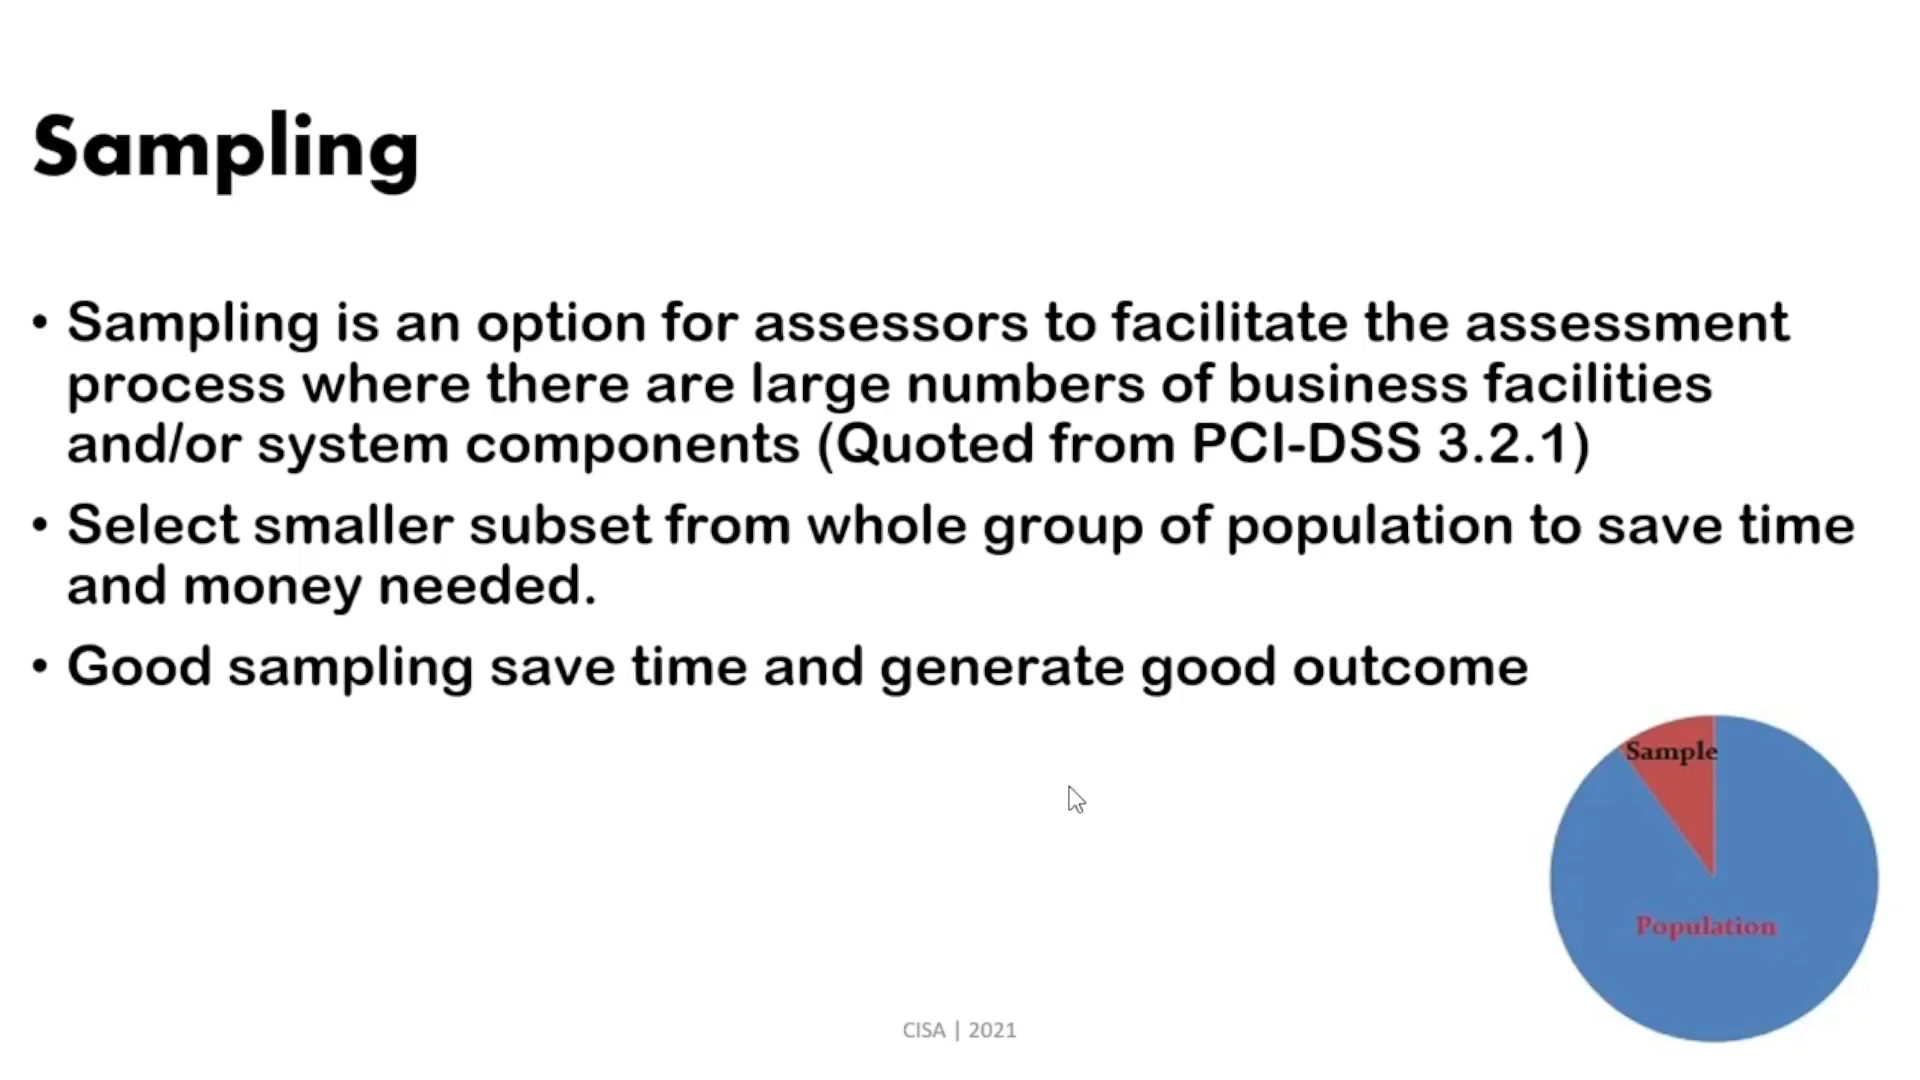 Sampling
• Sampling is an option for assessors to facilitate the assessment
process where there are large numbers of business facilities
and/or system components (Quoted from PCI-DSS 3.2.1)
• Select smaller subset from whole group of population to save time
and money needed.
• Good sampling save time and generate good outcome
Sample
Population
CISA | 2021